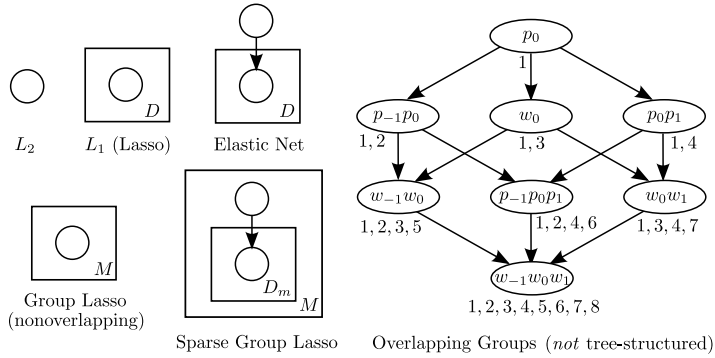 D
L₂
L₁ (Lasso)
D
Elastic Net
M
Group Lasso
(nonoverlapping)
Dₘ
M
Sparse Group Lasso
p₀
1
p₋₁p₀
w₀
p₀p₁
1, 2
1, 3
1, 4
w₋₁w₀
p₋₁p₀p₁
w₀w₁
1, 2, 3, 5
1, 2, 4, 6
1, 3, 4, 7
w₋₁w₀w₁
1, 2, 3, 4, 5, 6, 7, 8
Overlapping Groups (not tree-structured)